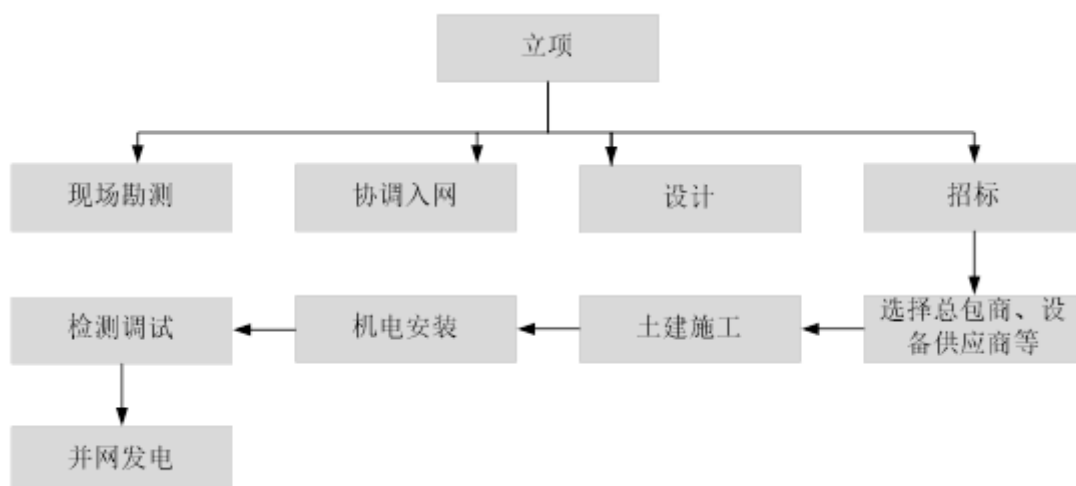 立项
现场勘测
协调入网
设计
招标
检测调试
机电安装
土建施工
选择总包商、设
备供应商等
并网发电